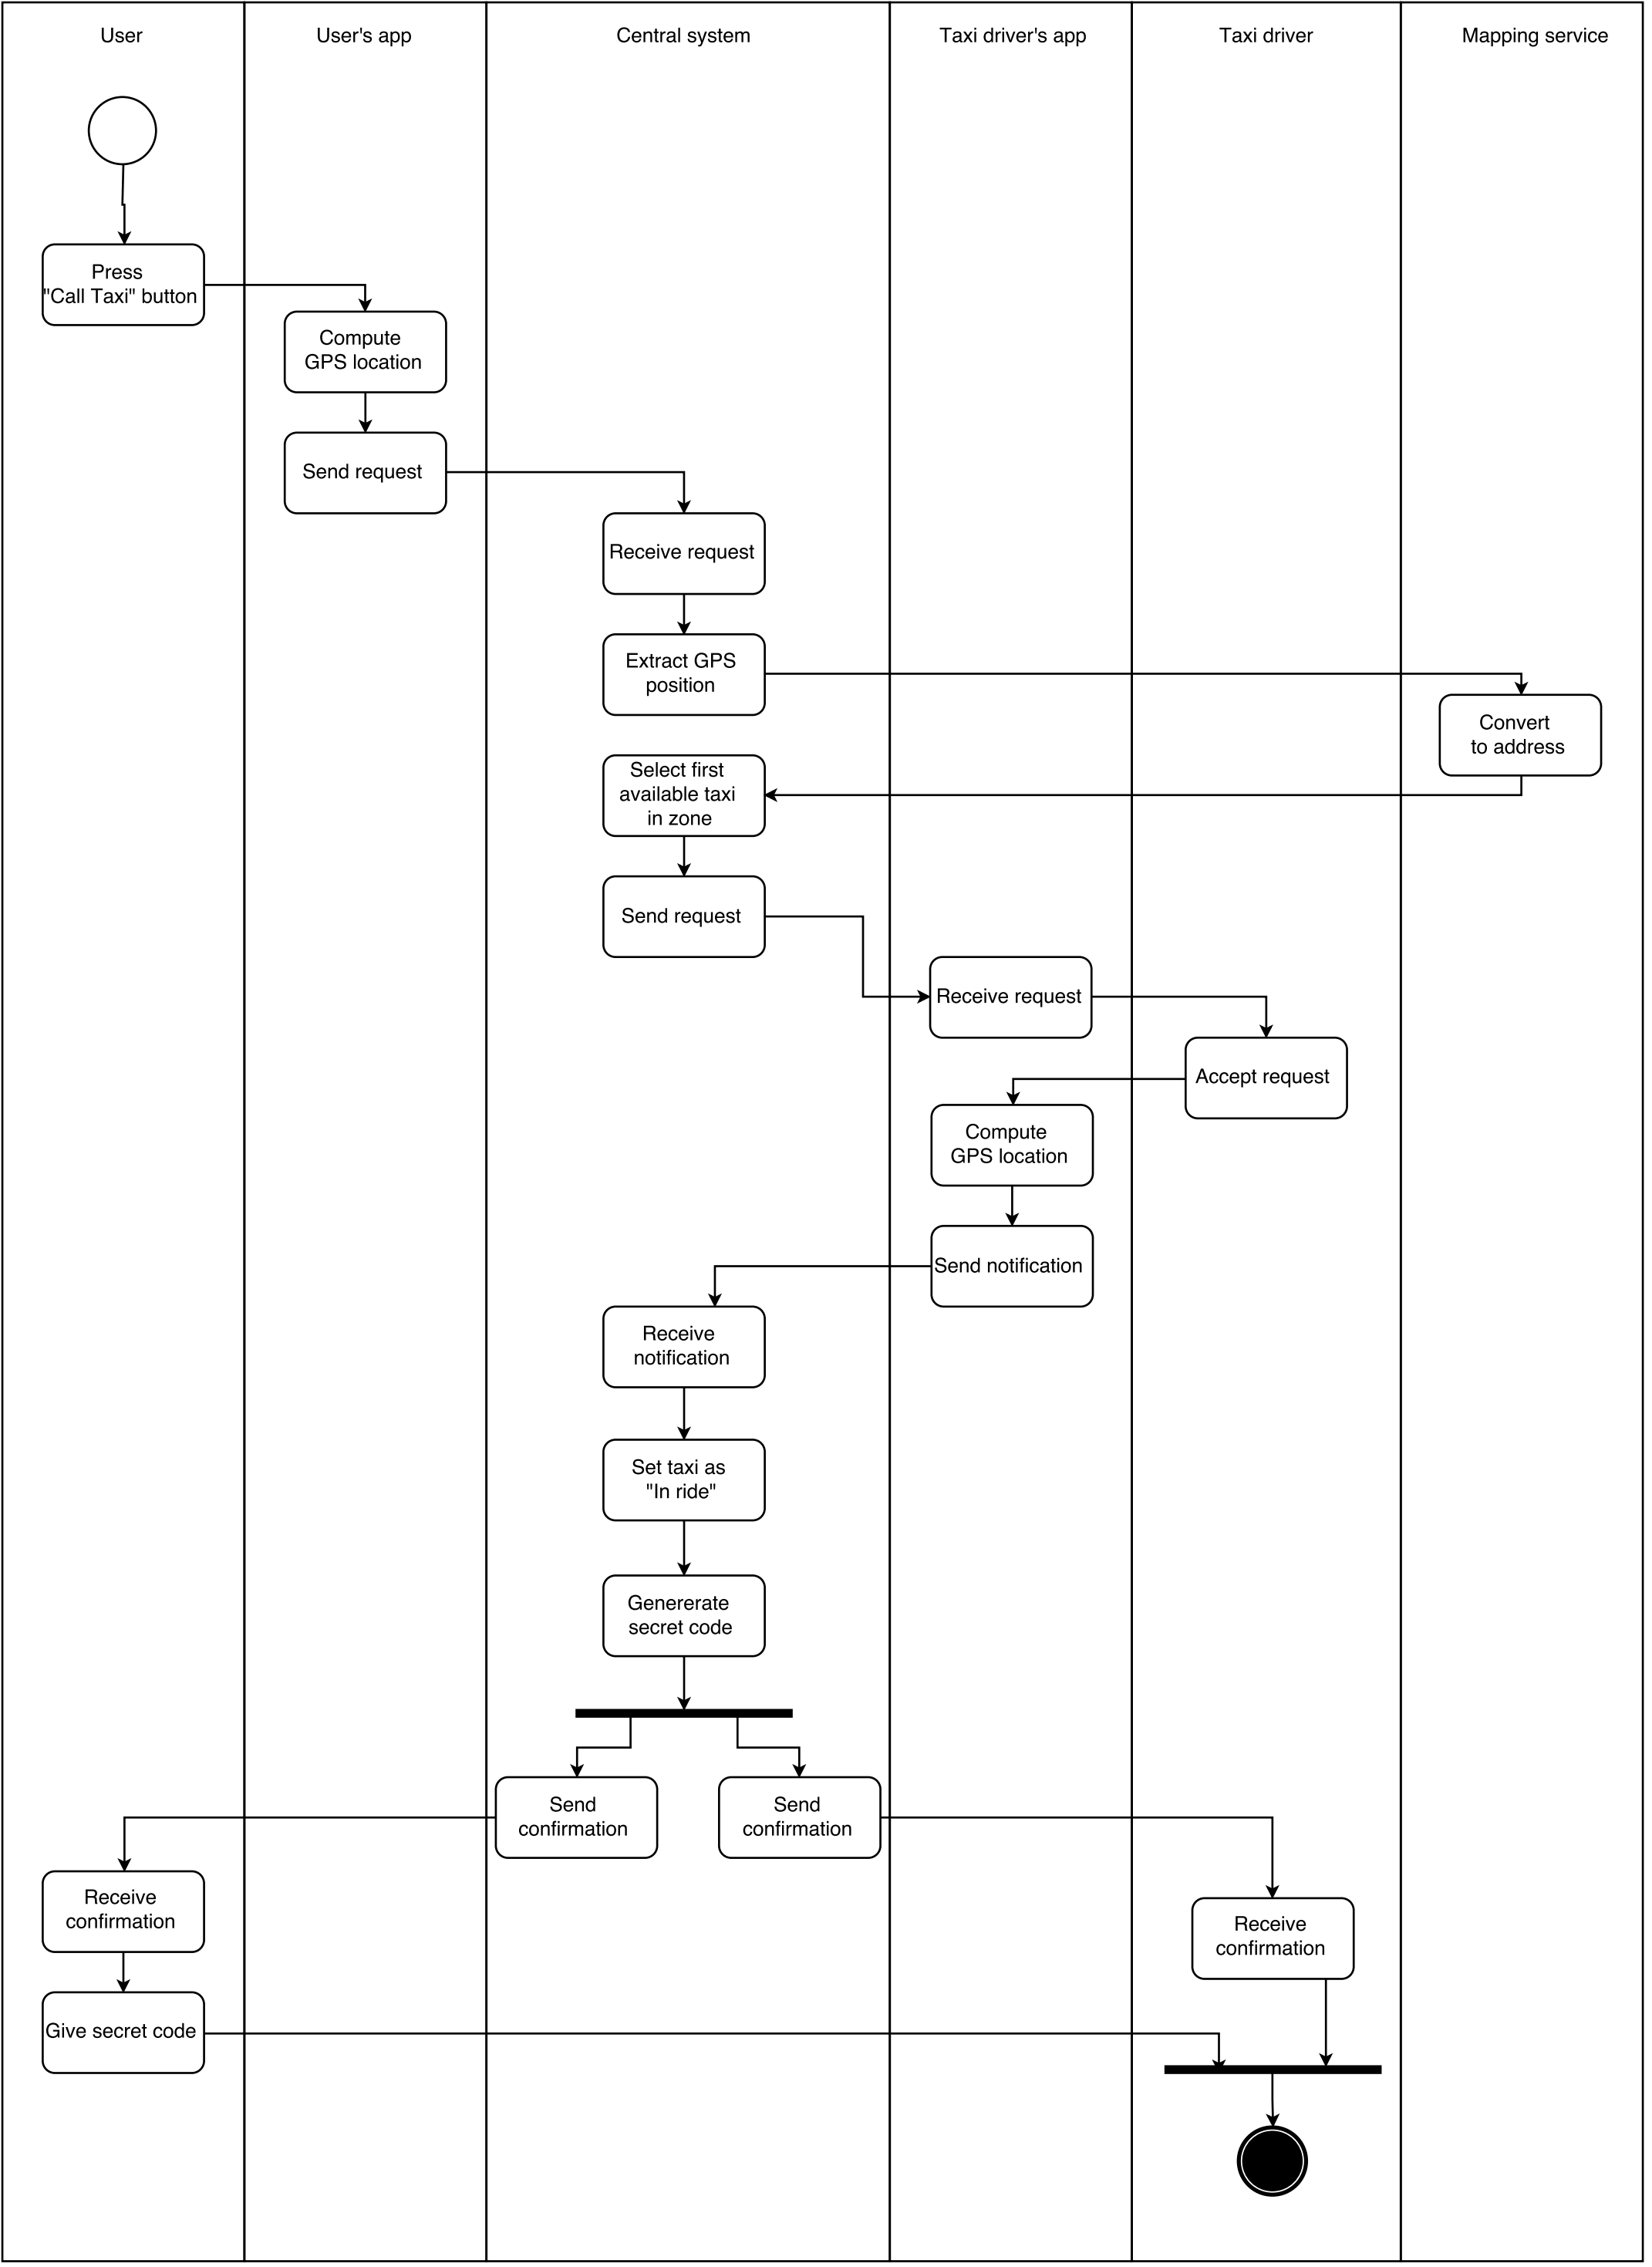 User
User's app
Central system
Taxi driver's app
Taxi driver
Mapping service
Press
"Call Taxi" button
Compute
GPS location
Send request
Receive request
Extract GPS
position
Convert
to address
Select first
available taxi
in zone
Send request
Receive request
Accept request
Compute
GPS location
Send notification
Receive
notification
Set taxi as
"In ride"
Genererate
secret code
Send
confirmation
Send
confirmation
Receive
confirmation
Receive
confirmation
Give secret code